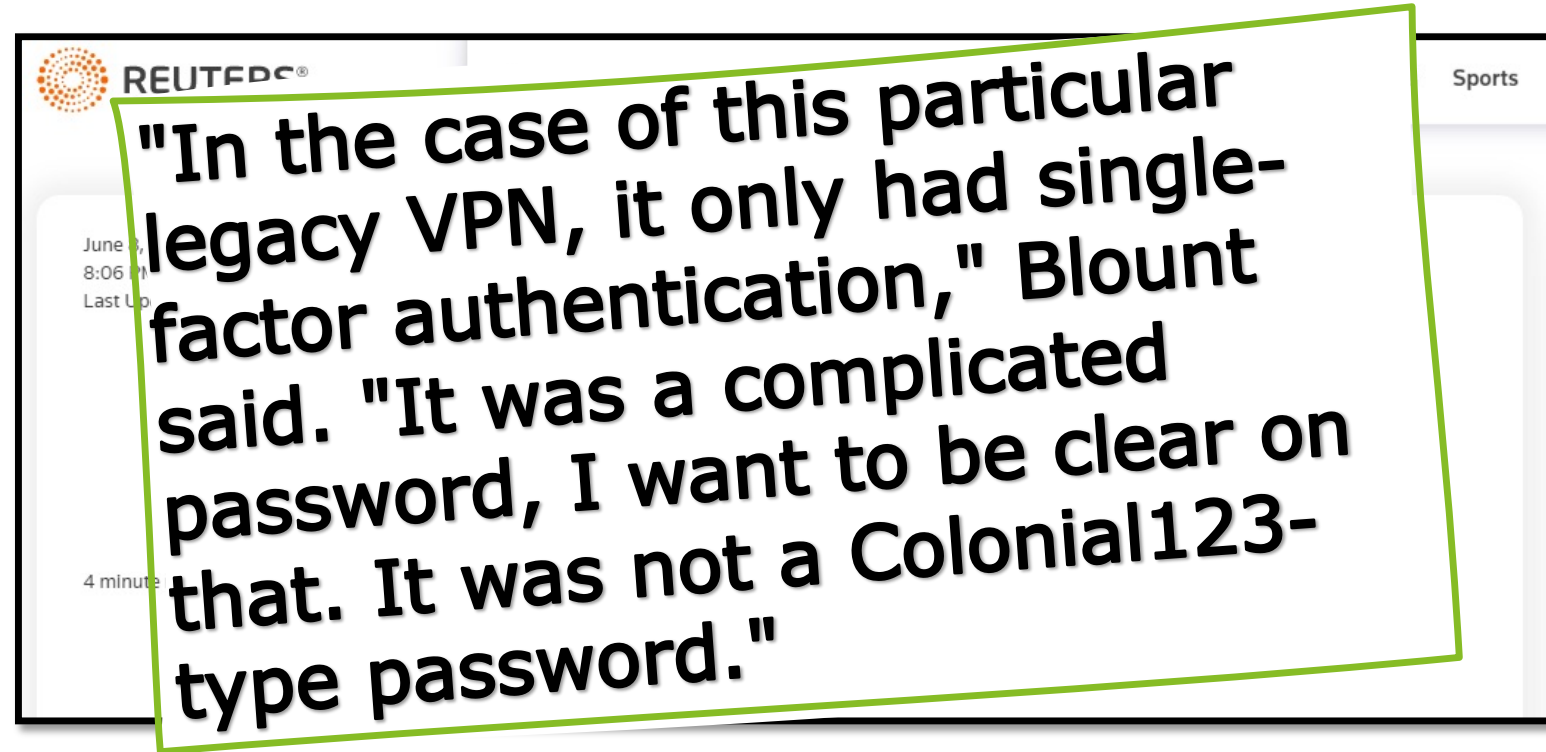 REUTERS®
Sports
"In the case of this particular
legacy VPN, it only had single-
factor authentication," Blount
said. "It was a complicated
password, I want to be clear on
that. It was not a Colonial123-
type password."
June
8:06
Last
4 minute